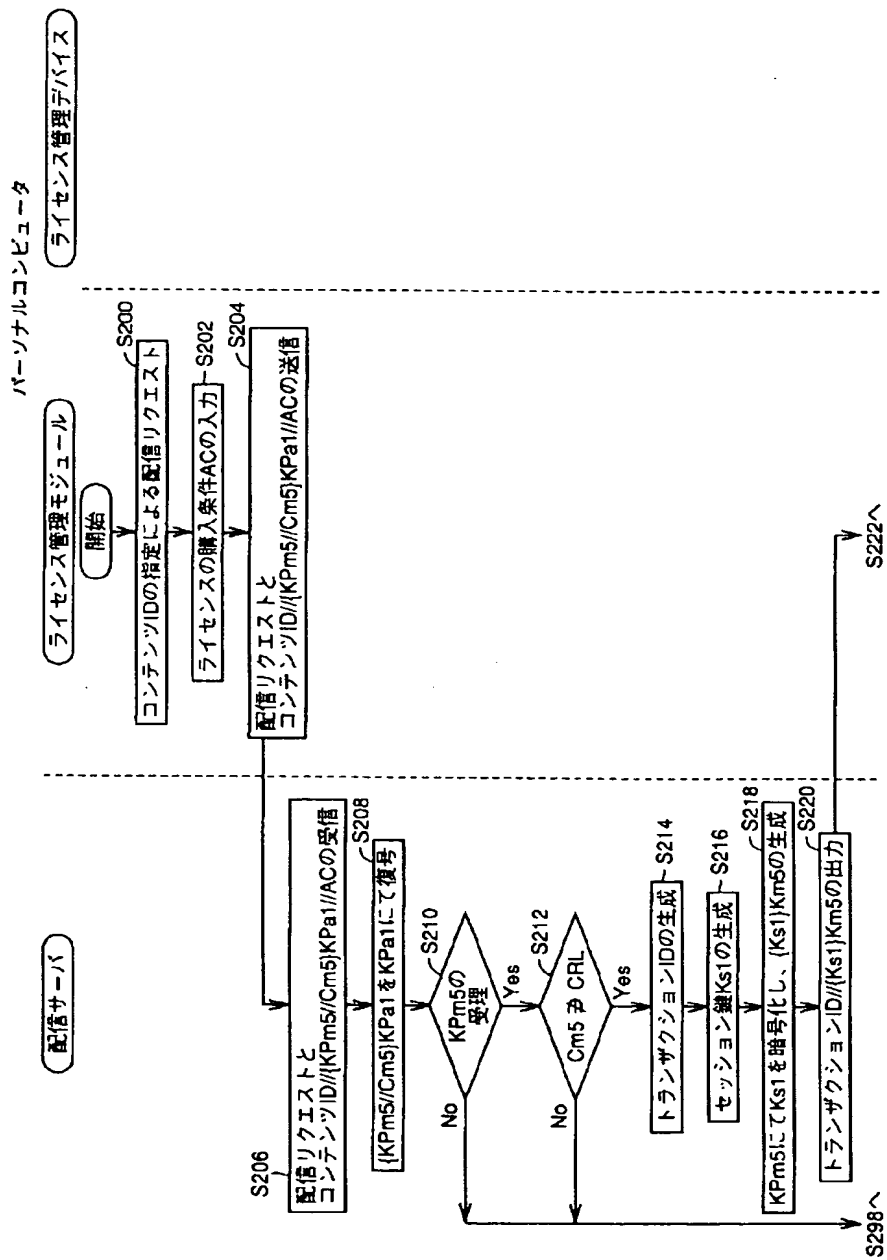 パーソナルコンピュータ
配信サーバ
ライセンス管理モジュール
ライセンス管理デバイス
開始
S200
コンテンツIDの指定による配信リクエスト
S202
ライセンスの購入条件ACの入力
S204
配信リクエストと
コンテンツID//{KPm5//Cm5}KPa1//ACの送信
S206
配信リクエストと
コンテンツID//{KPm5//Cm5}KPa1//ACの受信
S208
{KPm5//Cm5}KPa1をKPa1にて復号
S210
KPm5の
受理
No
Yes
S212
Cm5 ∌ CRL
No
Yes
S214
トランザクションIDの生成
S216
セッション鍵Ks1の生成
S218
KPm5にてKs1を暗号化し、{Ks1}Km5の生成
S220
トランザクションID//{Ks1}Km5の出力
S298へ
S222へ